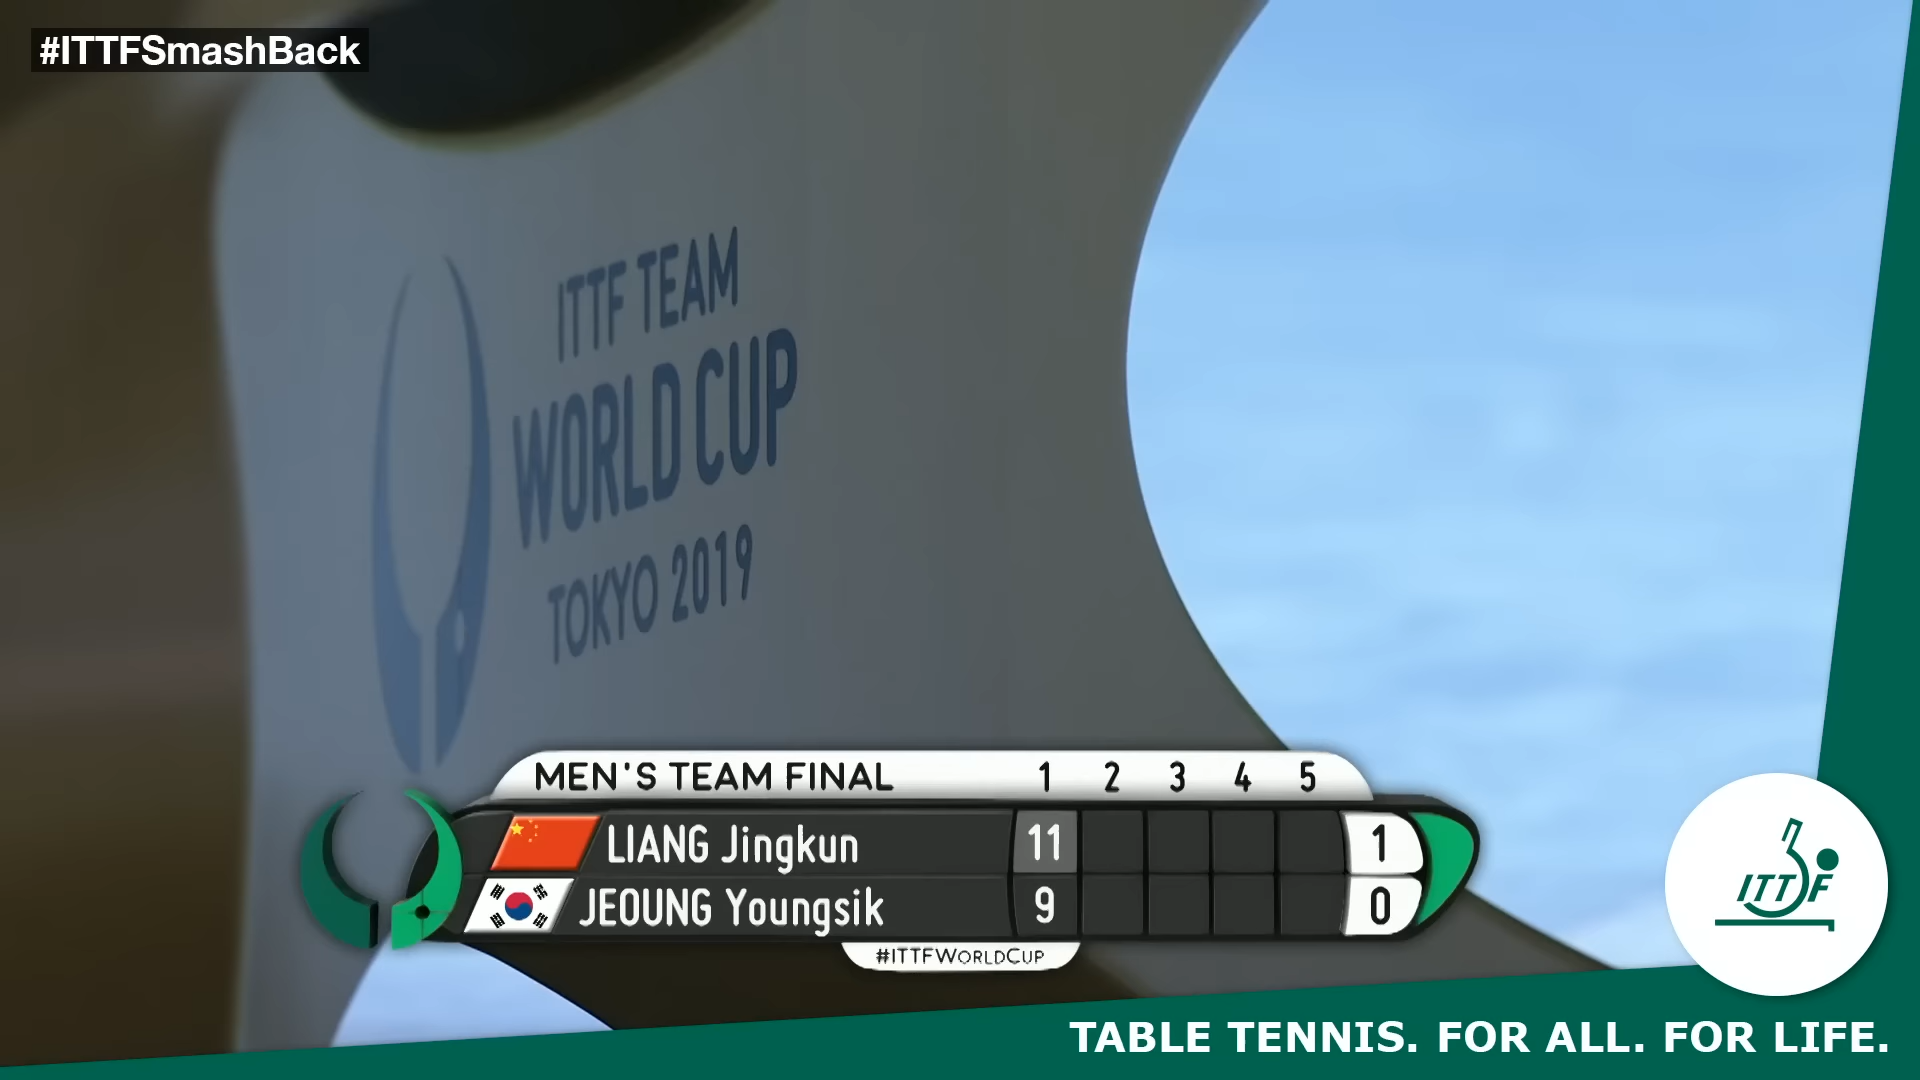 #ITTFSmashBack
ITTF TEAM
WORLD CUP
TOKYO 2019
MEN'S TEAM FINAL 1 2 3 4 5
LIANG Jingkun 11 1
JEOUNG Youngsik 9 0
#ITTFWORLDCUP
ITTF
TABLE TENNIS. FOR ALL. FOR LIFE.